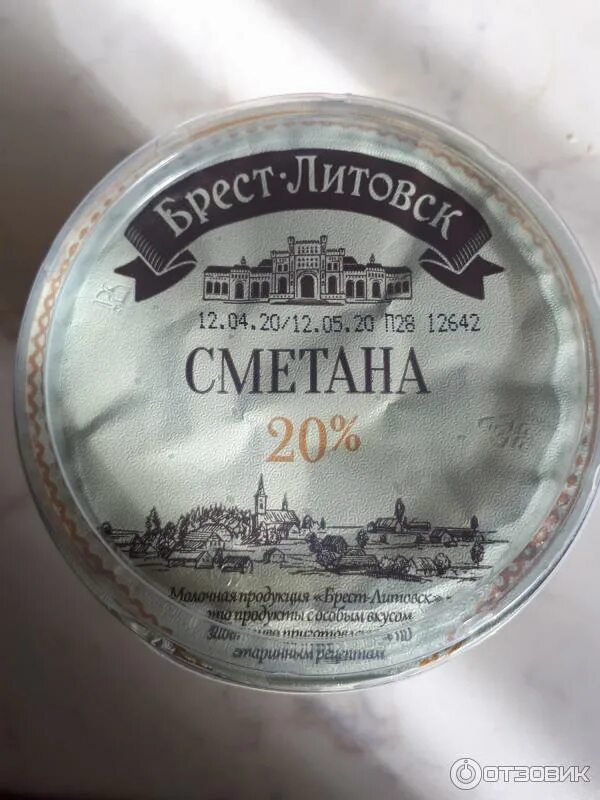 Брест-Литовск
12.04.20/12.05.20 П28 12642
СМЕТАНА
20%
Молочная продукция «Брест-Литовск» -
это продукты с особым вкусом
старинным рецептам
ОТЗОВИК